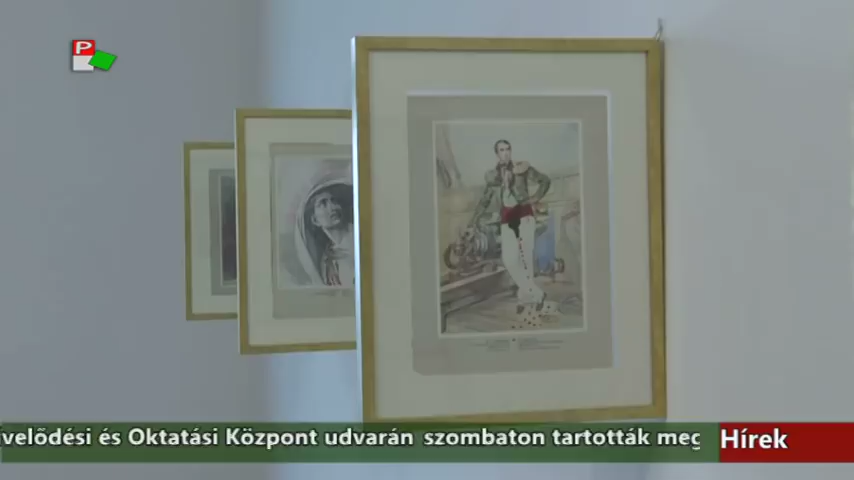 P
velődési és Oktatási Központ udvarán szombaton tartották meg
Hírek